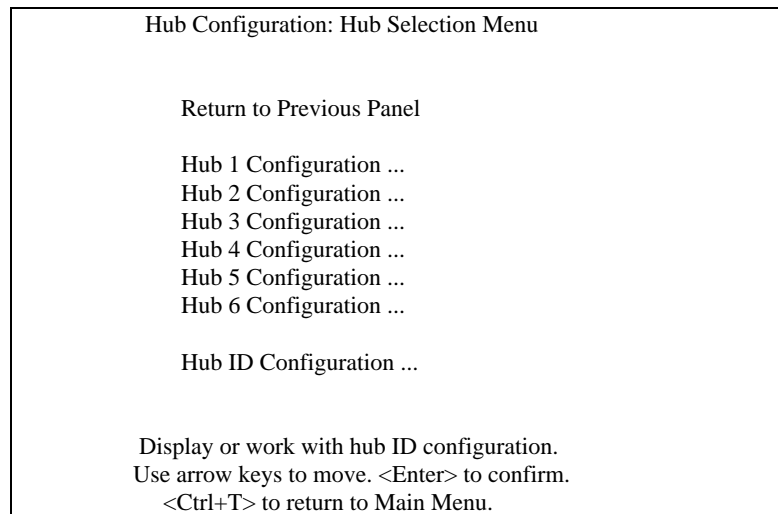 Hub Configuration: Hub Selection Menu
Return to Previous Panel
Hub 1 Configuration ...
Hub 2 Configuration ...
Hub 3 Configuration ...
Hub 4 Configuration ...
Hub 5 Configuration ...
Hub 6 Configuration ...
Hub ID Configuration ...
Display or work with hub ID configuration.
Use arrow keys to move. <Enter> to confirm.
<Ctrl+T> to return to Main Menu.